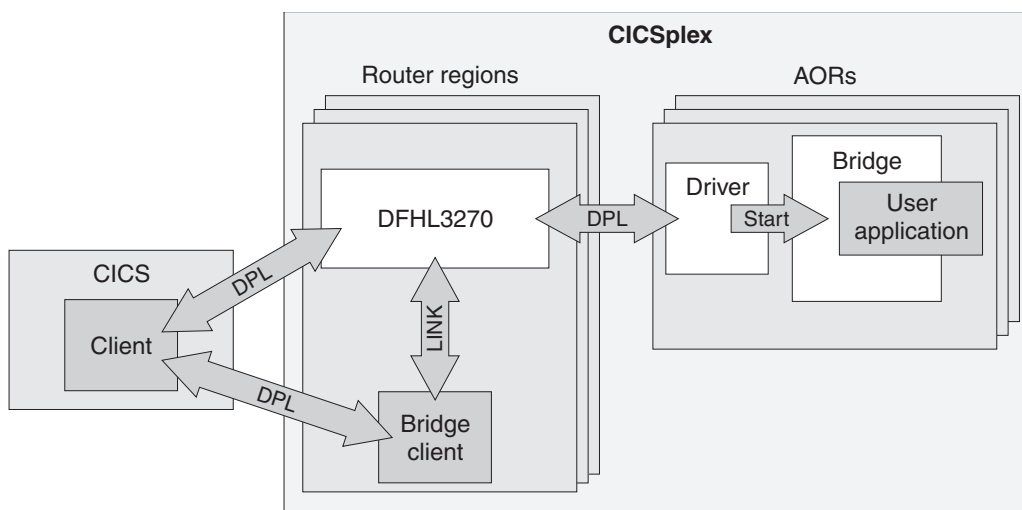 CICSplex
Router regions
AORs
DFHL3270
DPL
Driver
Start
Bridge
User
application
CICS
Client
DPL
LINK
DPL
Bridge
client